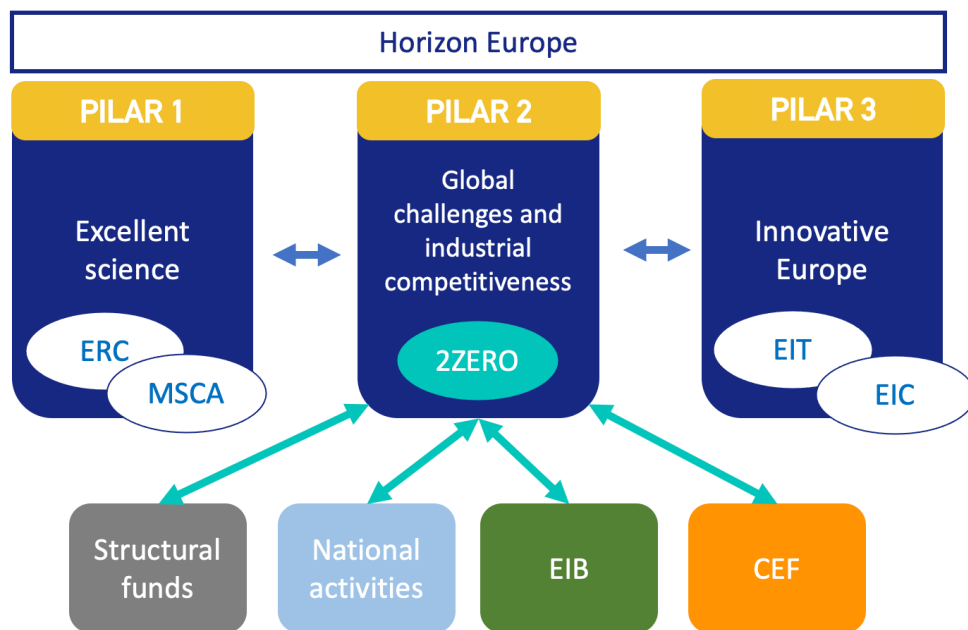 Horizon Europe
PILAR 1
Excellent
science
ERC
MSCA
PILAR 2
Global
challenges and
industrial
competitiveness
2ZERO
PILAR 3
Innovative
Europe
EIT
EIC
Structural
funds
National
activities
EIB
CEF